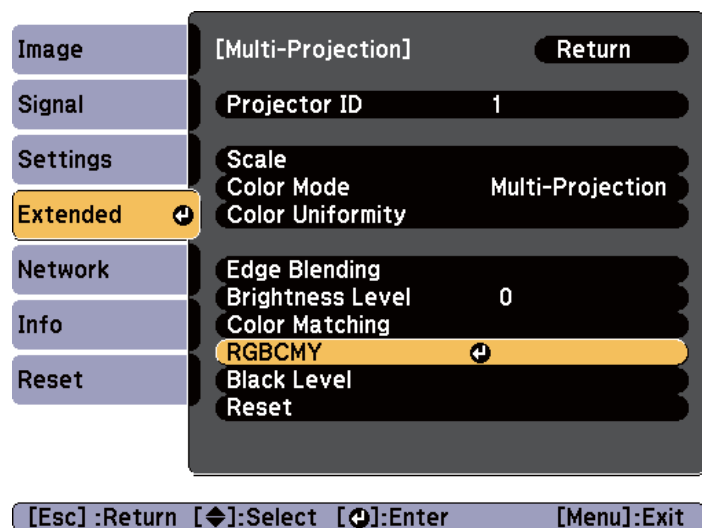 Image
Signal
Settings
Extended
Network
Info
Reset
[Multi-Projection] Return
Projector ID 1
Scale
Color Mode Multi-Projection
Color Uniformity
Edge Blending
Brightness Level 0
Color Matching
RGBCMY
Black Level
Reset
[Esc] :Return [◆]:Select [⏎]:Enter [Menu]:Exit